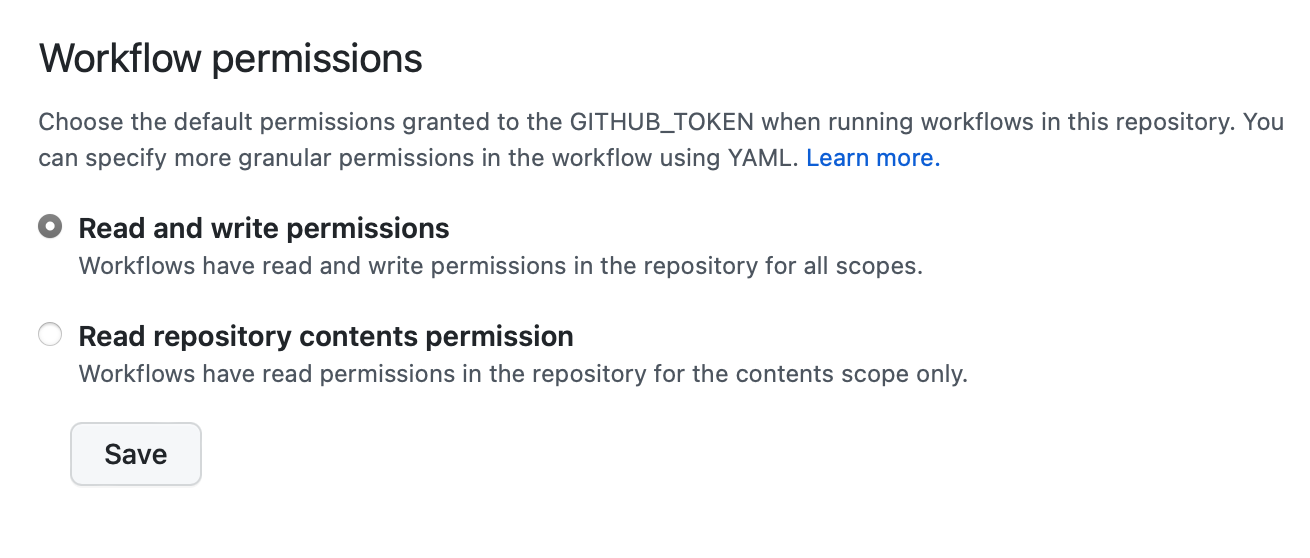 Workflow permissions
Choose the default permissions granted to the GITHUB_TOKEN when running workflows in this repository. You
can specify more granular permissions in the workflow using YAML. Learn more.
Read and write permissions
Workflows have read and write permissions in the repository for all scopes.
Read repository contents permission
Workflows have read permissions in the repository for the contents scope only.
Save